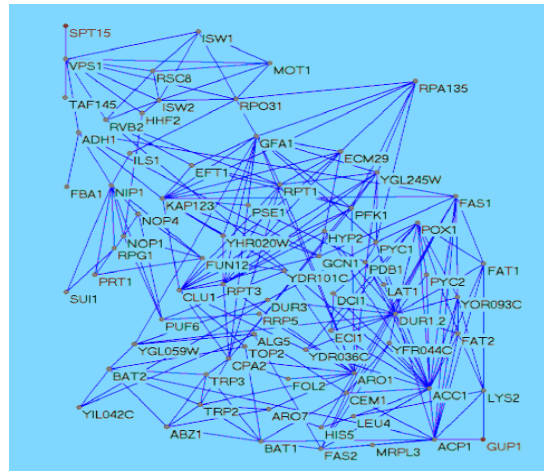 SPT15
ISW1
VPS1
RSC8
MOT1
RPA135
TAF145
ISW2
RPO31
HHF2
RVB2
ADH1
GFA1
ILS1
ECM29
EFT1
YGL245W
FBA1
NIP1
RPT1
KAP123
FAS1
PSE1
PFK1
NOP4
POX1
HYP2
NOP1
YHR020W
PYC1
RPG1
FUN12
GCN1
FAT1
PDB1
PRT1
YDR101C
PYC2
LAT1
SUI1
CLU1
RPT3
DCI1
YOR093C
DUR3
RRP5
DUR1,2
PUF6
ECI1
FAT2
ALG5
YGL059W
TOP2
YDR036C
YFR044C
CPA2
BAT2
TRP3
ARO1
FOL2
ACC1
CEM1
LYS2
YIL042C
TRP2
ARO7
LEU4
ABZ1
HIS5
BAT1
ACP1
GUP1
FAS2
MRPL3